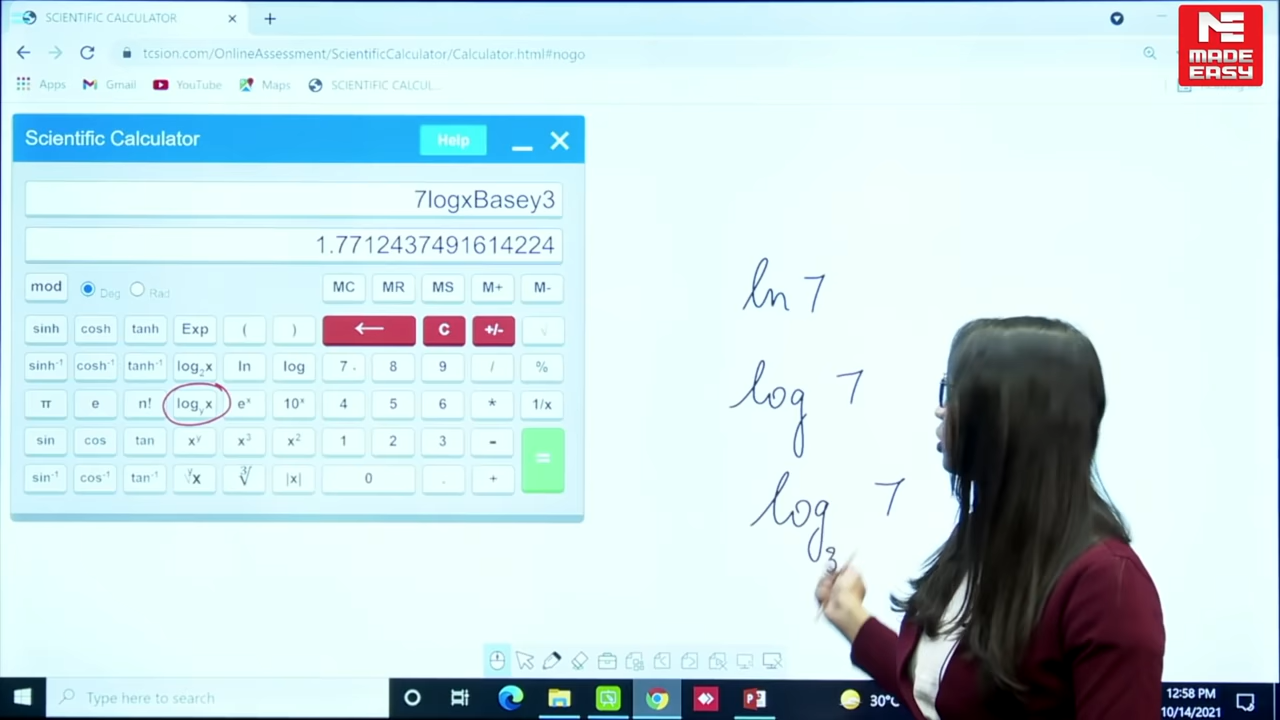 SCIENTIFIC CALCULATOR
tcsion.com/OnlineAssessment/ScientificCalculator/Calculator.html#nogo
Apps Gmail YouTube Maps SCIENTIFIC CALCUL...
MADE
EASY
Scientific Calculator Help
7logxBasey3
1.7712437491614224
mod Deg Rad MC MR MS M+ M-
sinh cosh tanh Exp ( ) ← C +/- √
sinh⁻¹ cosh⁻¹ tanh⁻¹ log₂x ln log 7 8 9 / %
π e n! logᵧx eˣ 10ˣ 4 5 6 * 1/x
sin cos tan xʸ x³ x² 1 2 3 - =
sin⁻¹ cos⁻¹ tan⁻¹ ʸ√x ³√ |x| 0 . +
ln 7
log 7
log₃ 7
Type here to search
30°C
12:58 PM
10/14/2021